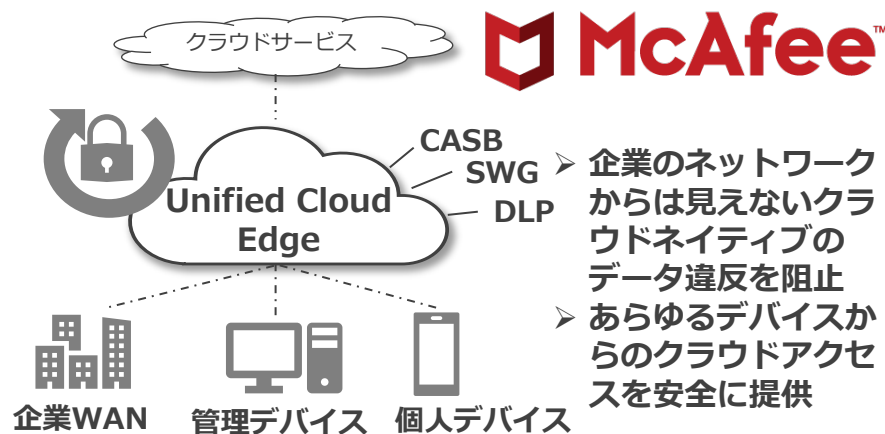 クラウドサービス
McAfee™
CASB
SWG
DLP
Unified Cloud
Edge
➢ 企業のネットワーク
からは見えないクラ
ウドネイティブの
データ違反を阻止
➢ あらゆるデバイスか
らのクラウドアクセ
スを安全に提供
企業WAN
管理デバイス
個人デバイス